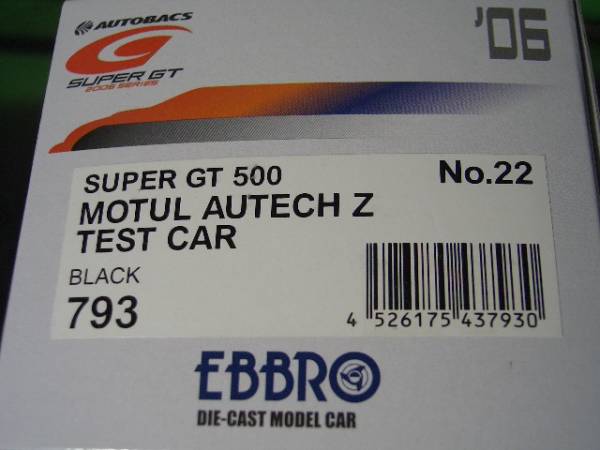 AUTOBACS
'06
SUPER GT
2006 SERIES
SUPER GT 500 No.22
MOTUL AUTECH Z
TEST CAR
BLACK
793
4 526175 437930
EBBRO
DIE-CAST MODEL CAR